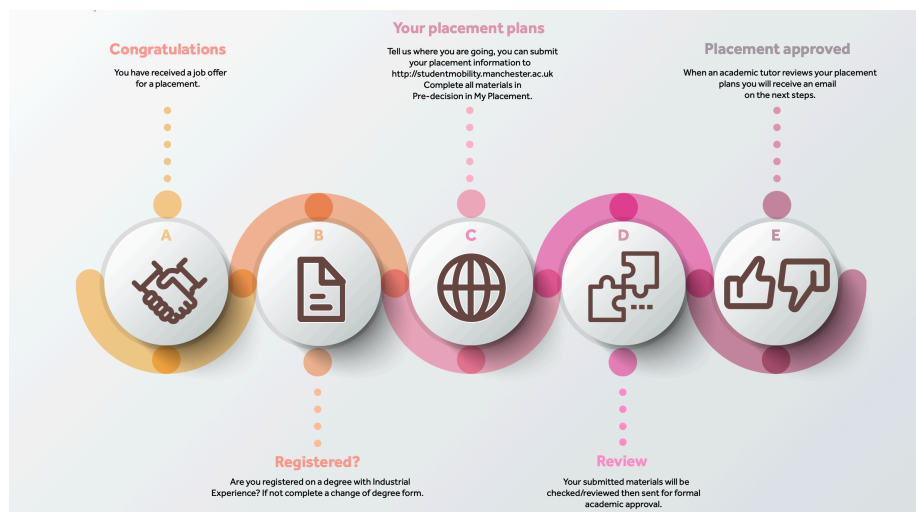 Congratulations
You have received a job offer
for a placement.
Your placement plans
Tell us where you are going, you can submit
your placement information to
http://studentmobility.manchester.ac.uk
Complete all materials in
Pre-decision in My Placement.
Placement approved
When an academic tutor reviews your placement
plans you will receive an email
on the next steps.
A
B
C
D
E
Registered?
Are you registered on a degree with Industrial
Experience? If not complete a change of degree form.
Review
Your submitted materials will be
checked/reviewed then sent for formal
academic approval.